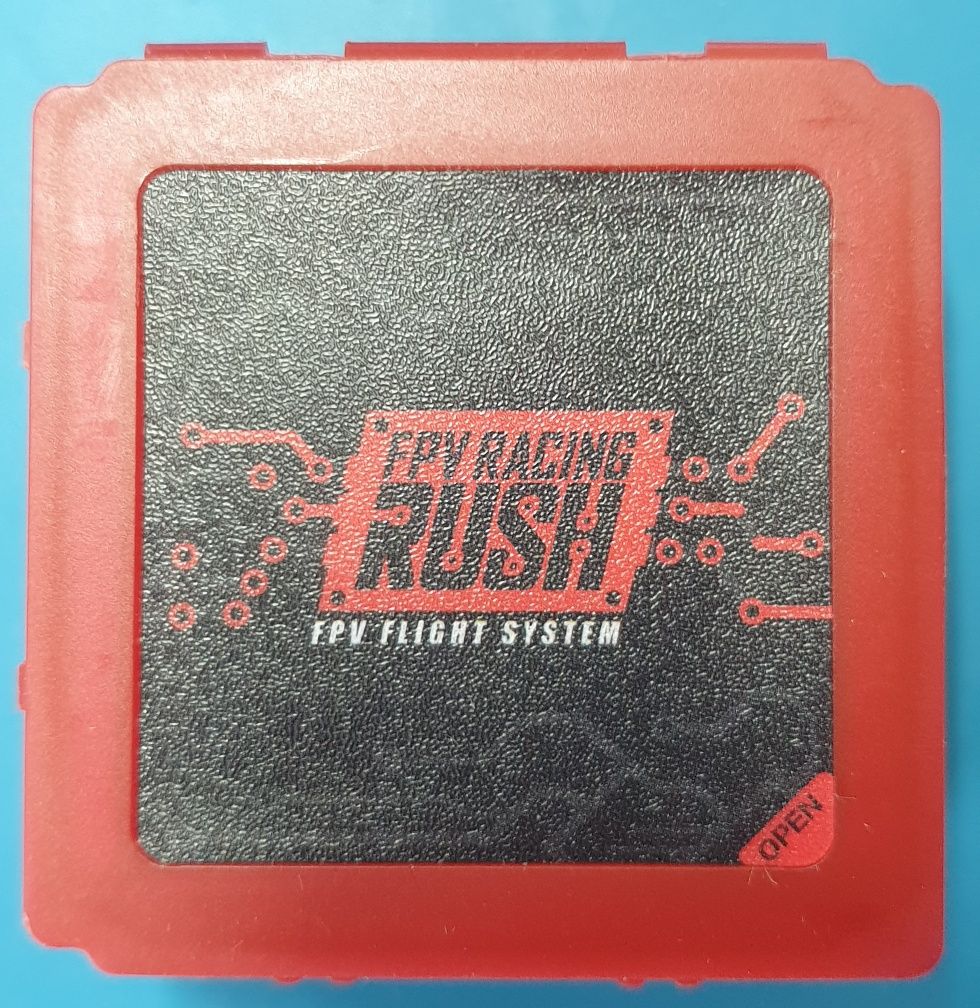 FPV RACING
RUSH
FPV FLIGHT SYSTEM
OPEN